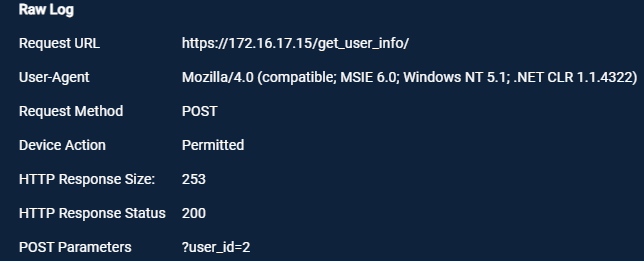 Raw Log
Request URL https://172.16.17.15/get_user_info/
User-Agent Mozilla/4.0 (compatible; MSIE 6.0; Windows NT 5.1; .NET CLR 1.1.4322)
Request Method POST
Device Action Permitted
HTTP Response Size: 253
HTTP Response Status 200
POST Parameters ?user_id=2